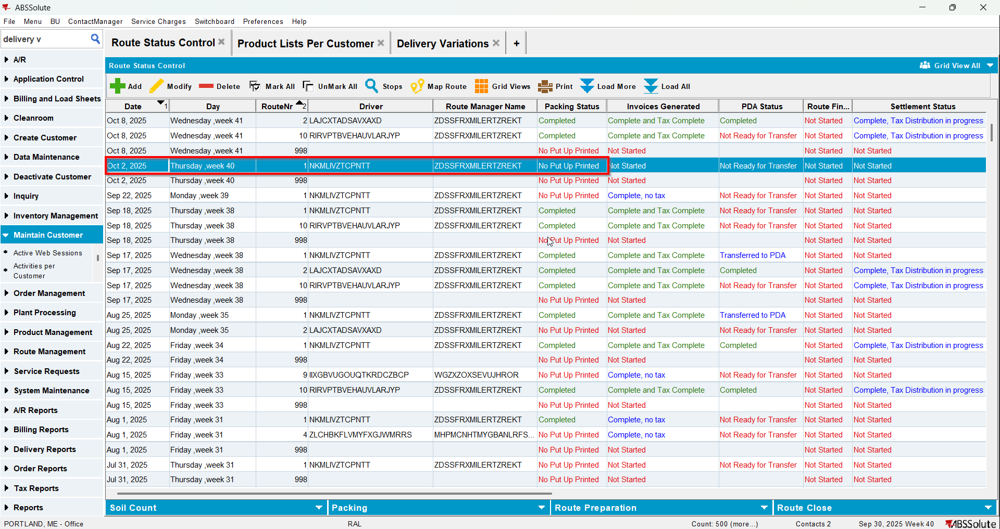 ABSSolute
File Menu BU ContactManager Service Charges Switchboard Preferences Help
delivery v
Route Status Control Product Lists Per Customer Delivery Variations +
Route Status Control Grid View All
Add Modify Delete Mark All UnMark All Stops Map Route Grid Views Print Load More Load All
A/R
Application Control
Billing and Load Sheets
Cleanroom
Create Customer
Data Maintenance
Deactivate Customer
Inquiry
Inventory Management
Maintain Customer
Active Web Sessions
Activities per
Customer
Order Management
Plant Processing
Product Management
Route Management
Service Requests
System Maintenance
A/R Reports
Billing Reports
Delivery Reports
Order Reports
Tax Reports
Reports
Date 1 Day RouteNr 2 Driver Route Manager Name Packing Status Invoices Generated PDA Status Route Fin... Settlement Status
Oct 8, 2025 Wednesday ,week 41 2 LAJCXTADSAVXAXD ZDSSFRXMILERTZREKT Completed Complete and Tax Complete Completed Not Started Complete, Tax Distribution in progress
Oct 8, 2025 Wednesday ,week 41 10 RIRVPTBVEHAUVLARJYP ZDSSFRXMILERTZREKT Completed Complete and Tax Complete Not Ready for Transfer Not Started Complete, Tax Distribution in progress
Oct 8, 2025 Wednesday ,week 41 998 No Put Up Printed Not Started Not Started Not Started
Oct 2, 2025 Thursday ,week 40 1 NKMLIVZTCPNTT ZDSSFRXMILERTZREKT No Put Up Printed Not Started Not Ready for Transfer Not Started Not Started
Oct 2, 2025 Thursday ,week 40 998 No Put Up Printed Not Started Not Started Not Started
Sep 22, 2025 Monday ,week 39 1 NKMLIVZTCPNTT ZDSSFRXMILERTZREKT No Put Up Printed Complete, no tax Not Ready for Transfer Not Started Not Started
Sep 18, 2025 Thursday ,week 38 1 NKMLIVZTCPNTT ZDSSFRXMILERTZREKT Completed Complete and Tax Complete Not Ready for Transfer Not Started Not Started
Sep 18, 2025 Thursday ,week 38 10 RIRVPTBVEHAUVLARJYP ZDSSFRXMILERTZREKT Completed Complete and Tax Complete Not Ready for Transfer Not Started Not Started
Sep 18, 2025 Thursday ,week 38 998 No Put Up Printed Not Started Not Started Not Started
Sep 17, 2025 Wednesday ,week 38 1 NKMLIVZTCPNTT ZDSSFRXMILERTZREKT Completed Complete and Tax Complete Transferred to PDA Not Started Not Started
Sep 17, 2025 Wednesday ,week 38 2 LAJCXTADSAVXAXD ZDSSFRXMILERTZREKT Completed Complete and Tax Complete Completed Not Started Complete, Tax Distribution in progress
Sep 17, 2025 Wednesday ,week 38 10 RIRVPTBVEHAUVLARJYP ZDSSFRXMILERTZREKT Completed Complete and Tax Complete Not Ready for Transfer Not Started Complete, Tax Distribution in progress
Sep 17, 2025 Wednesday ,week 38 998 No Put Up Printed Not Started Not Started Not Started
Aug 25, 2025 Monday ,week 35 1 NKMLIVZTCPNTT ZDSSFRXMILERTZREKT Completed Complete and Tax Complete Transferred to PDA Not Started Not Started
Aug 25, 2025 Monday ,week 35 2 LAJCXTADSAVXAXD ZDSSFRXMILERTZREKT No Put Up Printed Not Started Not Ready for Transfer Not Started Not Started
Aug 22, 2025 Friday ,week 34 1 NKMLIVZTCPNTT ZDSSFRXMILERTZREKT Completed Complete and Tax Complete Completed Not Started Complete, Tax Distribution in progress
Aug 22, 2025 Friday ,week 34 998 No Put Up Printed Not Started Not Started Not Started
Aug 15, 2025 Friday ,week 33 9 IIXGBVUGOUQTKRDCZBCP WGZXZOXSEVUJHROR No Put Up Printed Complete, no tax Not Ready for Transfer Not Started Not Started
Aug 15, 2025 Friday ,week 33 10 RIRVPTBVEHAUVLARJYP ZDSSFRXMILERTZREKT Completed Complete and Tax Complete Completed Not Started Complete, Tax Distribution in progress
Aug 15, 2025 Friday ,week 33 998 No Put Up Printed Not Started Not Started Not Started
Aug 1, 2025 Friday ,week 31 1 NKMLIVZTCPNTT ZDSSFRXMILERTZREKT Completed Complete, no tax Not Ready for Transfer Not Started Not Started
Aug 1, 2025 Friday ,week 31 4 ZLCHBKFLVMYFXGJWMRRS MHPMCNHTMYGBANLRFS... No Put Up Printed Complete, no tax Not Ready for Transfer Not Started Not Started
Aug 1, 2025 Friday ,week 31 998 No Put Up Printed Not Started Not Started Not Started
Jul 31, 2025 Thursday ,week 31 1 NKMLIVZTCPNTT ZDSSFRXMILERTZREKT No Put Up Printed Not Started Not Ready for Transfer Not Started Not Started
Jul 31, 2025 Thursday ,week 31 998 No Put Up Printed Not Started Not Started Not Started
Soil Count Packing Route Preparation Route Close
PORTLAND, ME - Office RAL Count: 500 (more...) Contacts 2 Sep 30, 2025 Week 40 ABSSolute